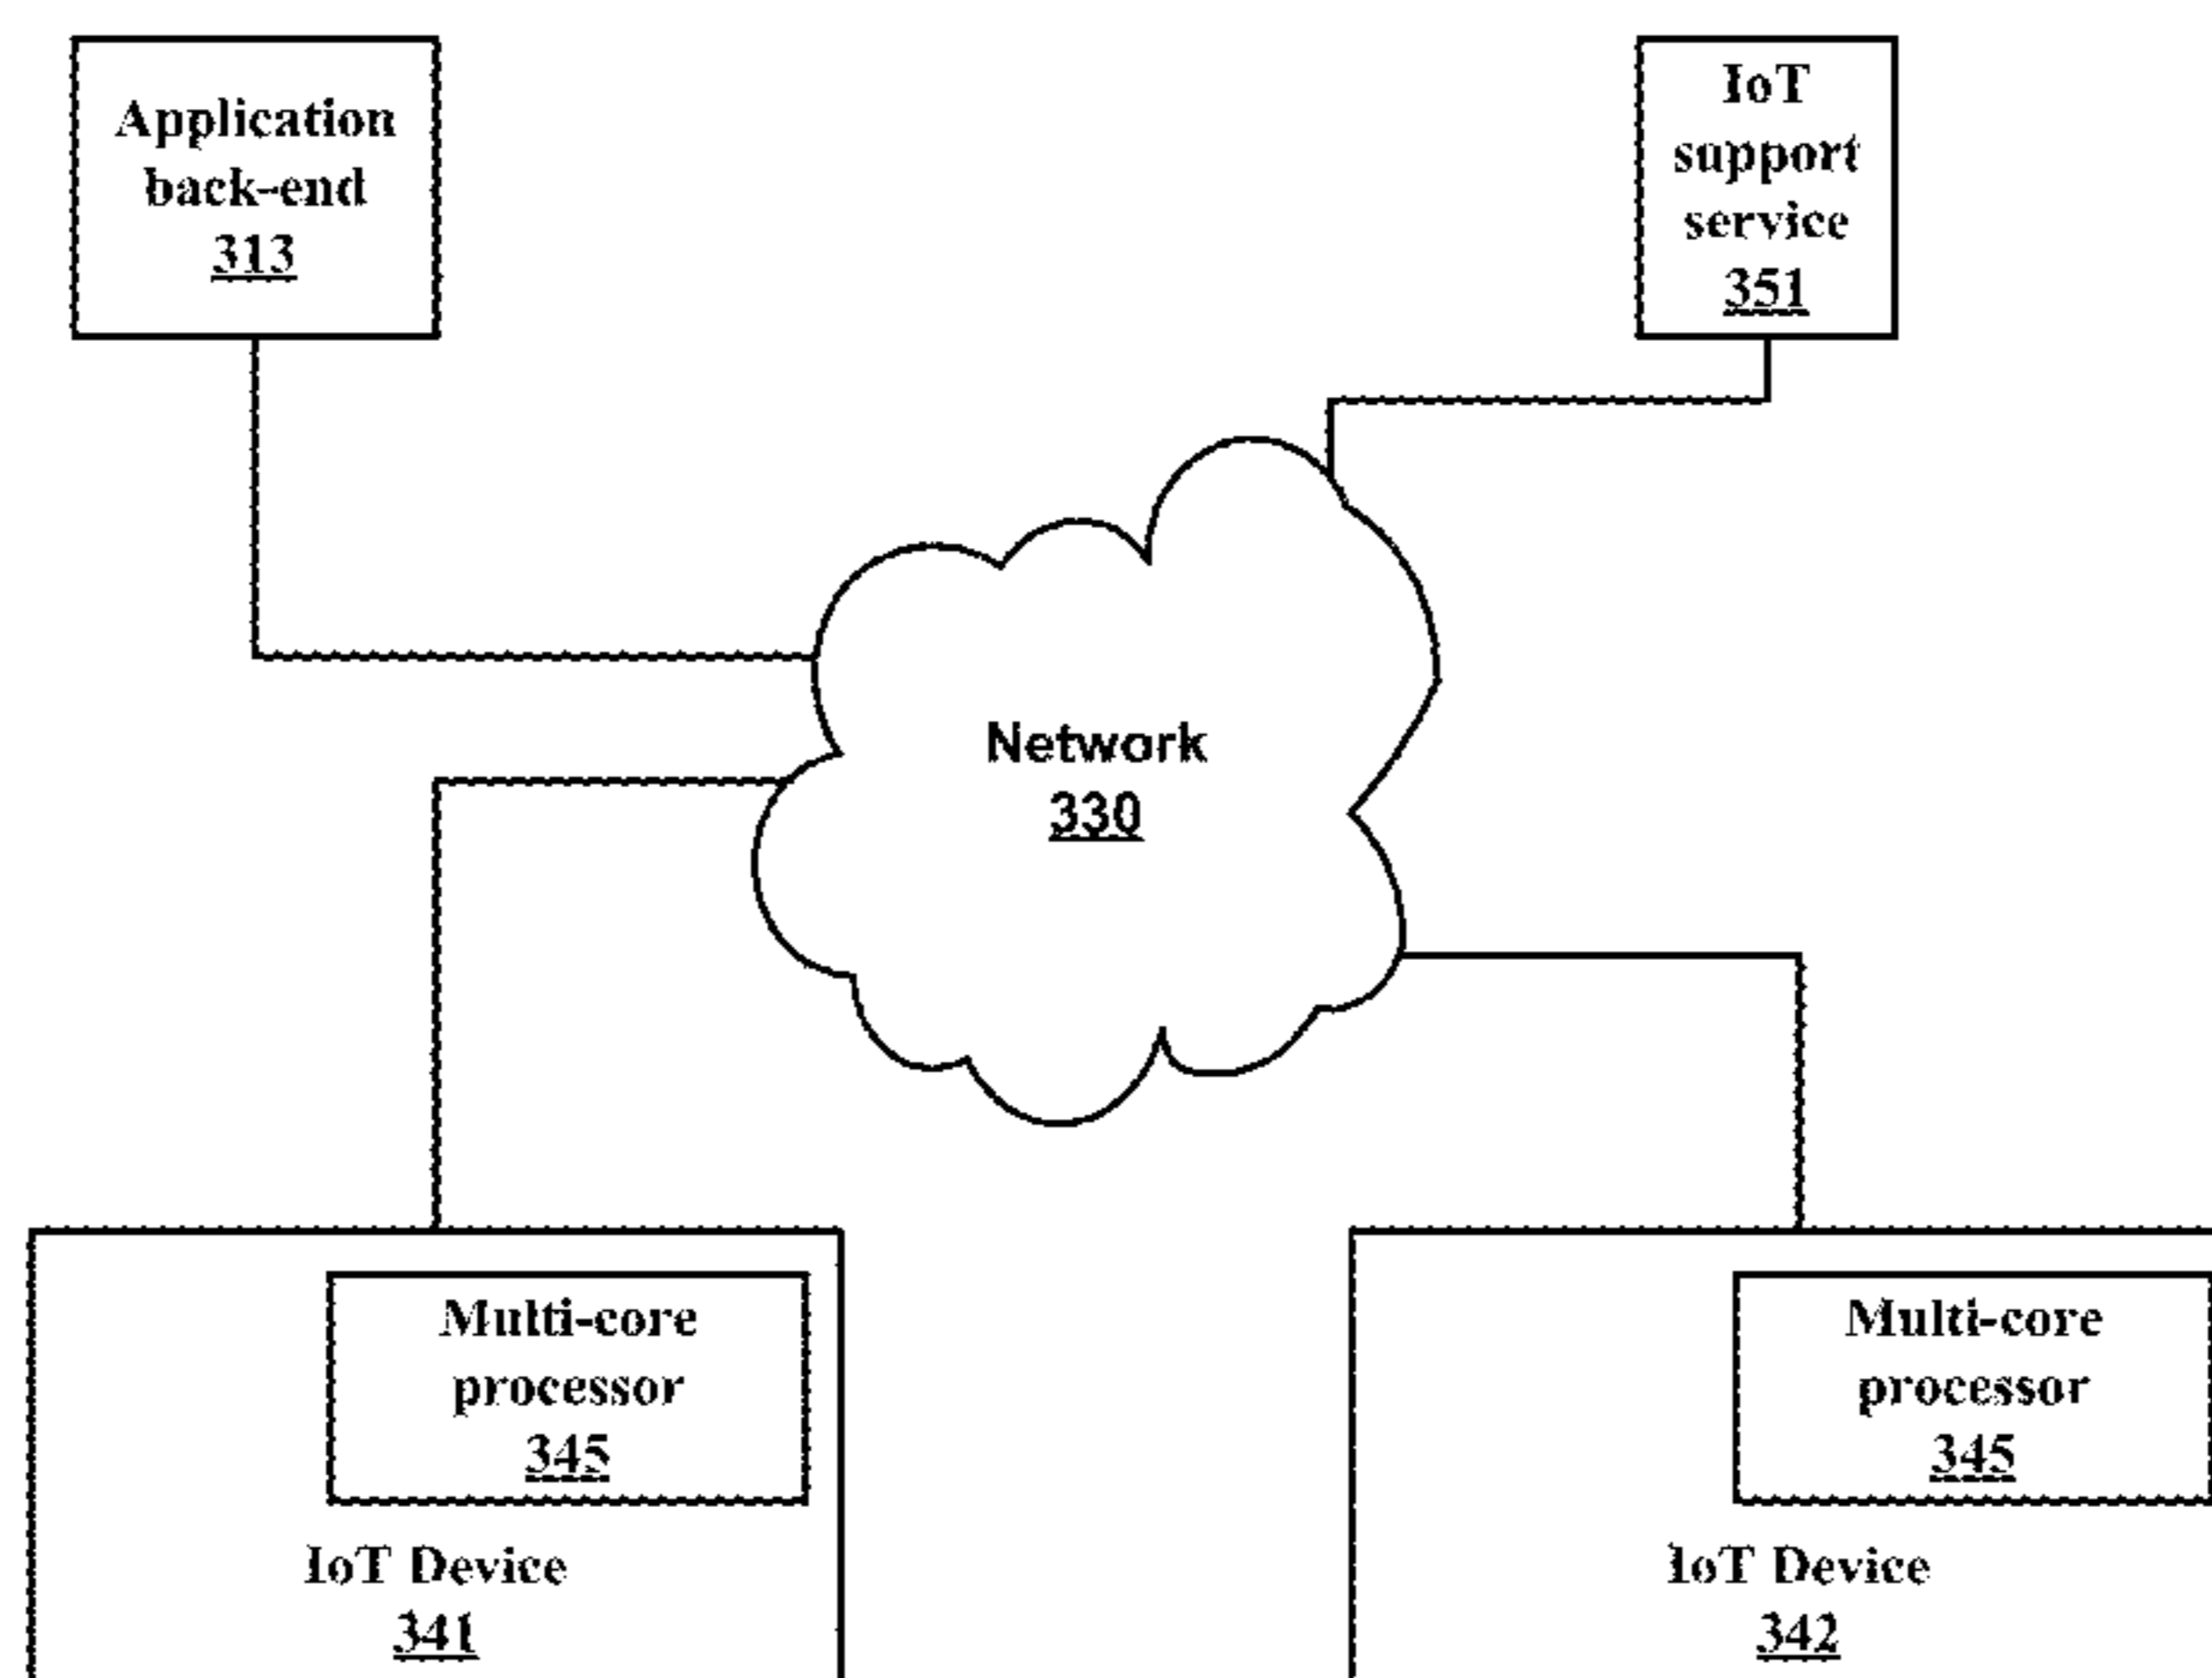 Application
back-end
313
IoT
support
service
351
Network
330
Multi-core
processor
345
IoT Device
341
Multi-core
processor
345
IoT Device
342